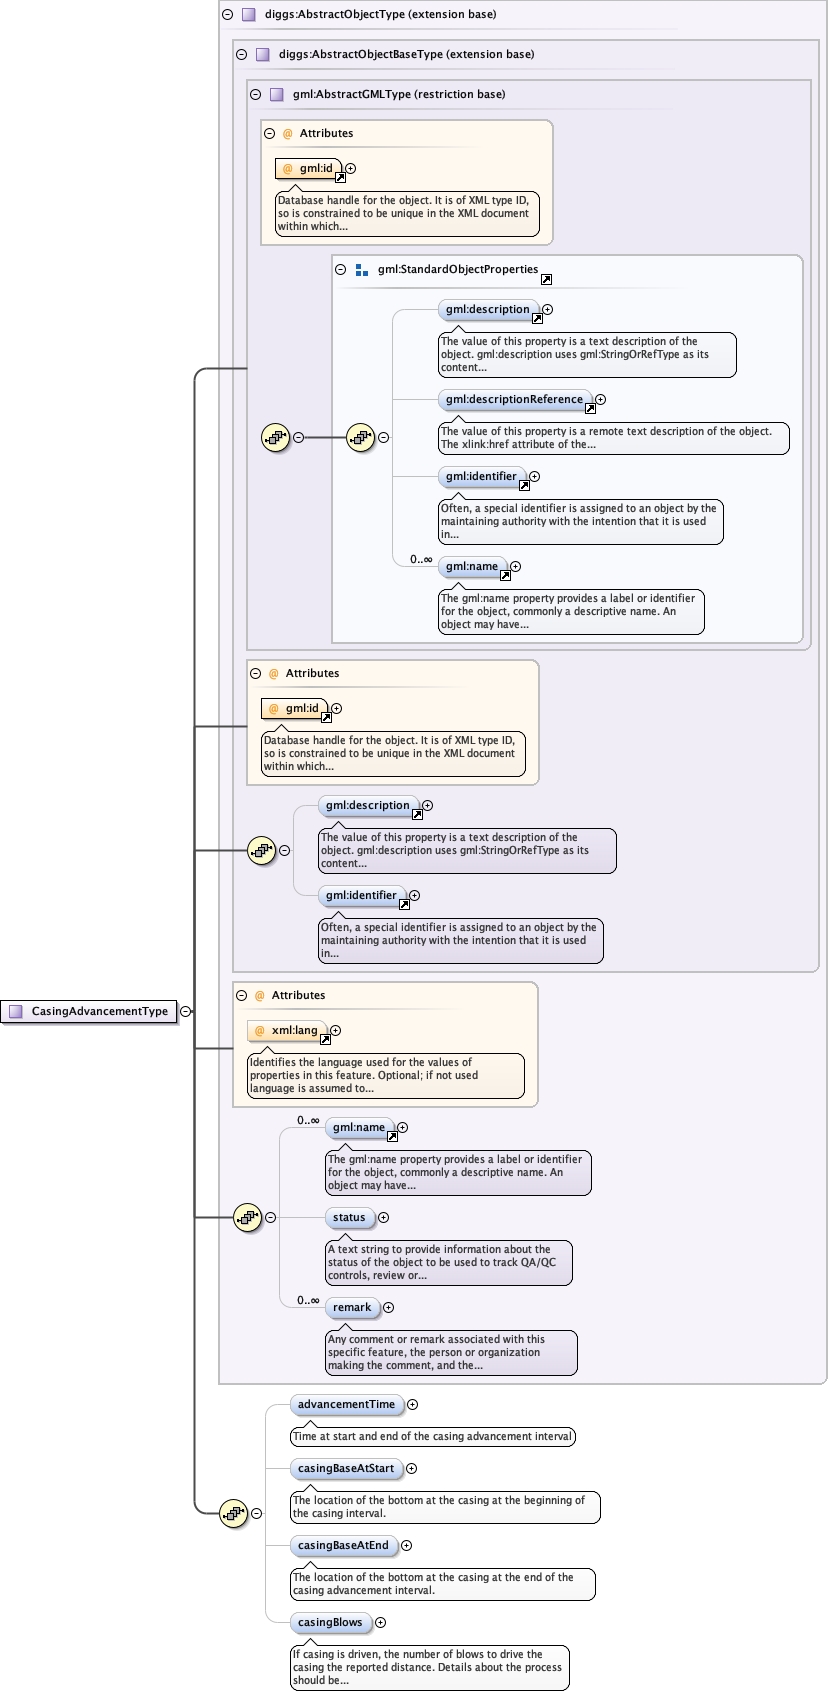 diggs:AbstractObjectType (extension base)
diggs:AbstractObjectBaseType (extension base)
gml:AbstractGMLType (restriction base)
@ Attributes
@ gml:id
Database handle for the object. It is of XML type ID,
so is constrained to be unique in the XML document
within which...
gml:StandardObjectProperties
gml:description
The value of this property is a text description of the
object. gml:description uses gml:StringOrRefType as its
content...
gml:descriptionReference
The value of this property is a remote text description of the object.
The xlink:href attribute of the...
gml:identifier
Often, a special identifier is assigned to an object by the
maintaining authority with the intention that it is used
in...
0..∞
gml:name
The gml:name property provides a label or identifier
for the object, commonly a descriptive name. An
object may have...
@ Attributes
@ gml:id
Database handle for the object. It is of XML type ID,
so is constrained to be unique in the XML document
within which...
gml:description
The value of this property is a text description of the
object. gml:description uses gml:StringOrRefType as its
content...
gml:identifier
Often, a special identifier is assigned to an object by the
maintaining authority with the intention that it is used
in...
CasingAdvancementType
@ Attributes
@ xml:lang
Identifies the language used for the values of
properties in this feature. Optional; if not used
language is assumed to...
0..∞
gml:name
The gml:name property provides a label or identifier
for the object, commonly a descriptive name. An
object may have...
status
A text string to provide information about the
status of the object to be used to track QA/QC
controls, review or...
0..∞
remark
Any comment or remark associated with this
specific feature, the person or organization
making the comment, and the...
advancementTime
Time at start and end of the casing advancement interval
casingBaseAtStart
The location of the bottom at the casing at the beginning of
the casing interval.
casingBaseAtEnd
The location of the bottom at the casing at the end of the
casing advancement interval.
casingBlows
If casing is driven, the number of blows to drive the
casing the reported distance. Details about the process
should be...